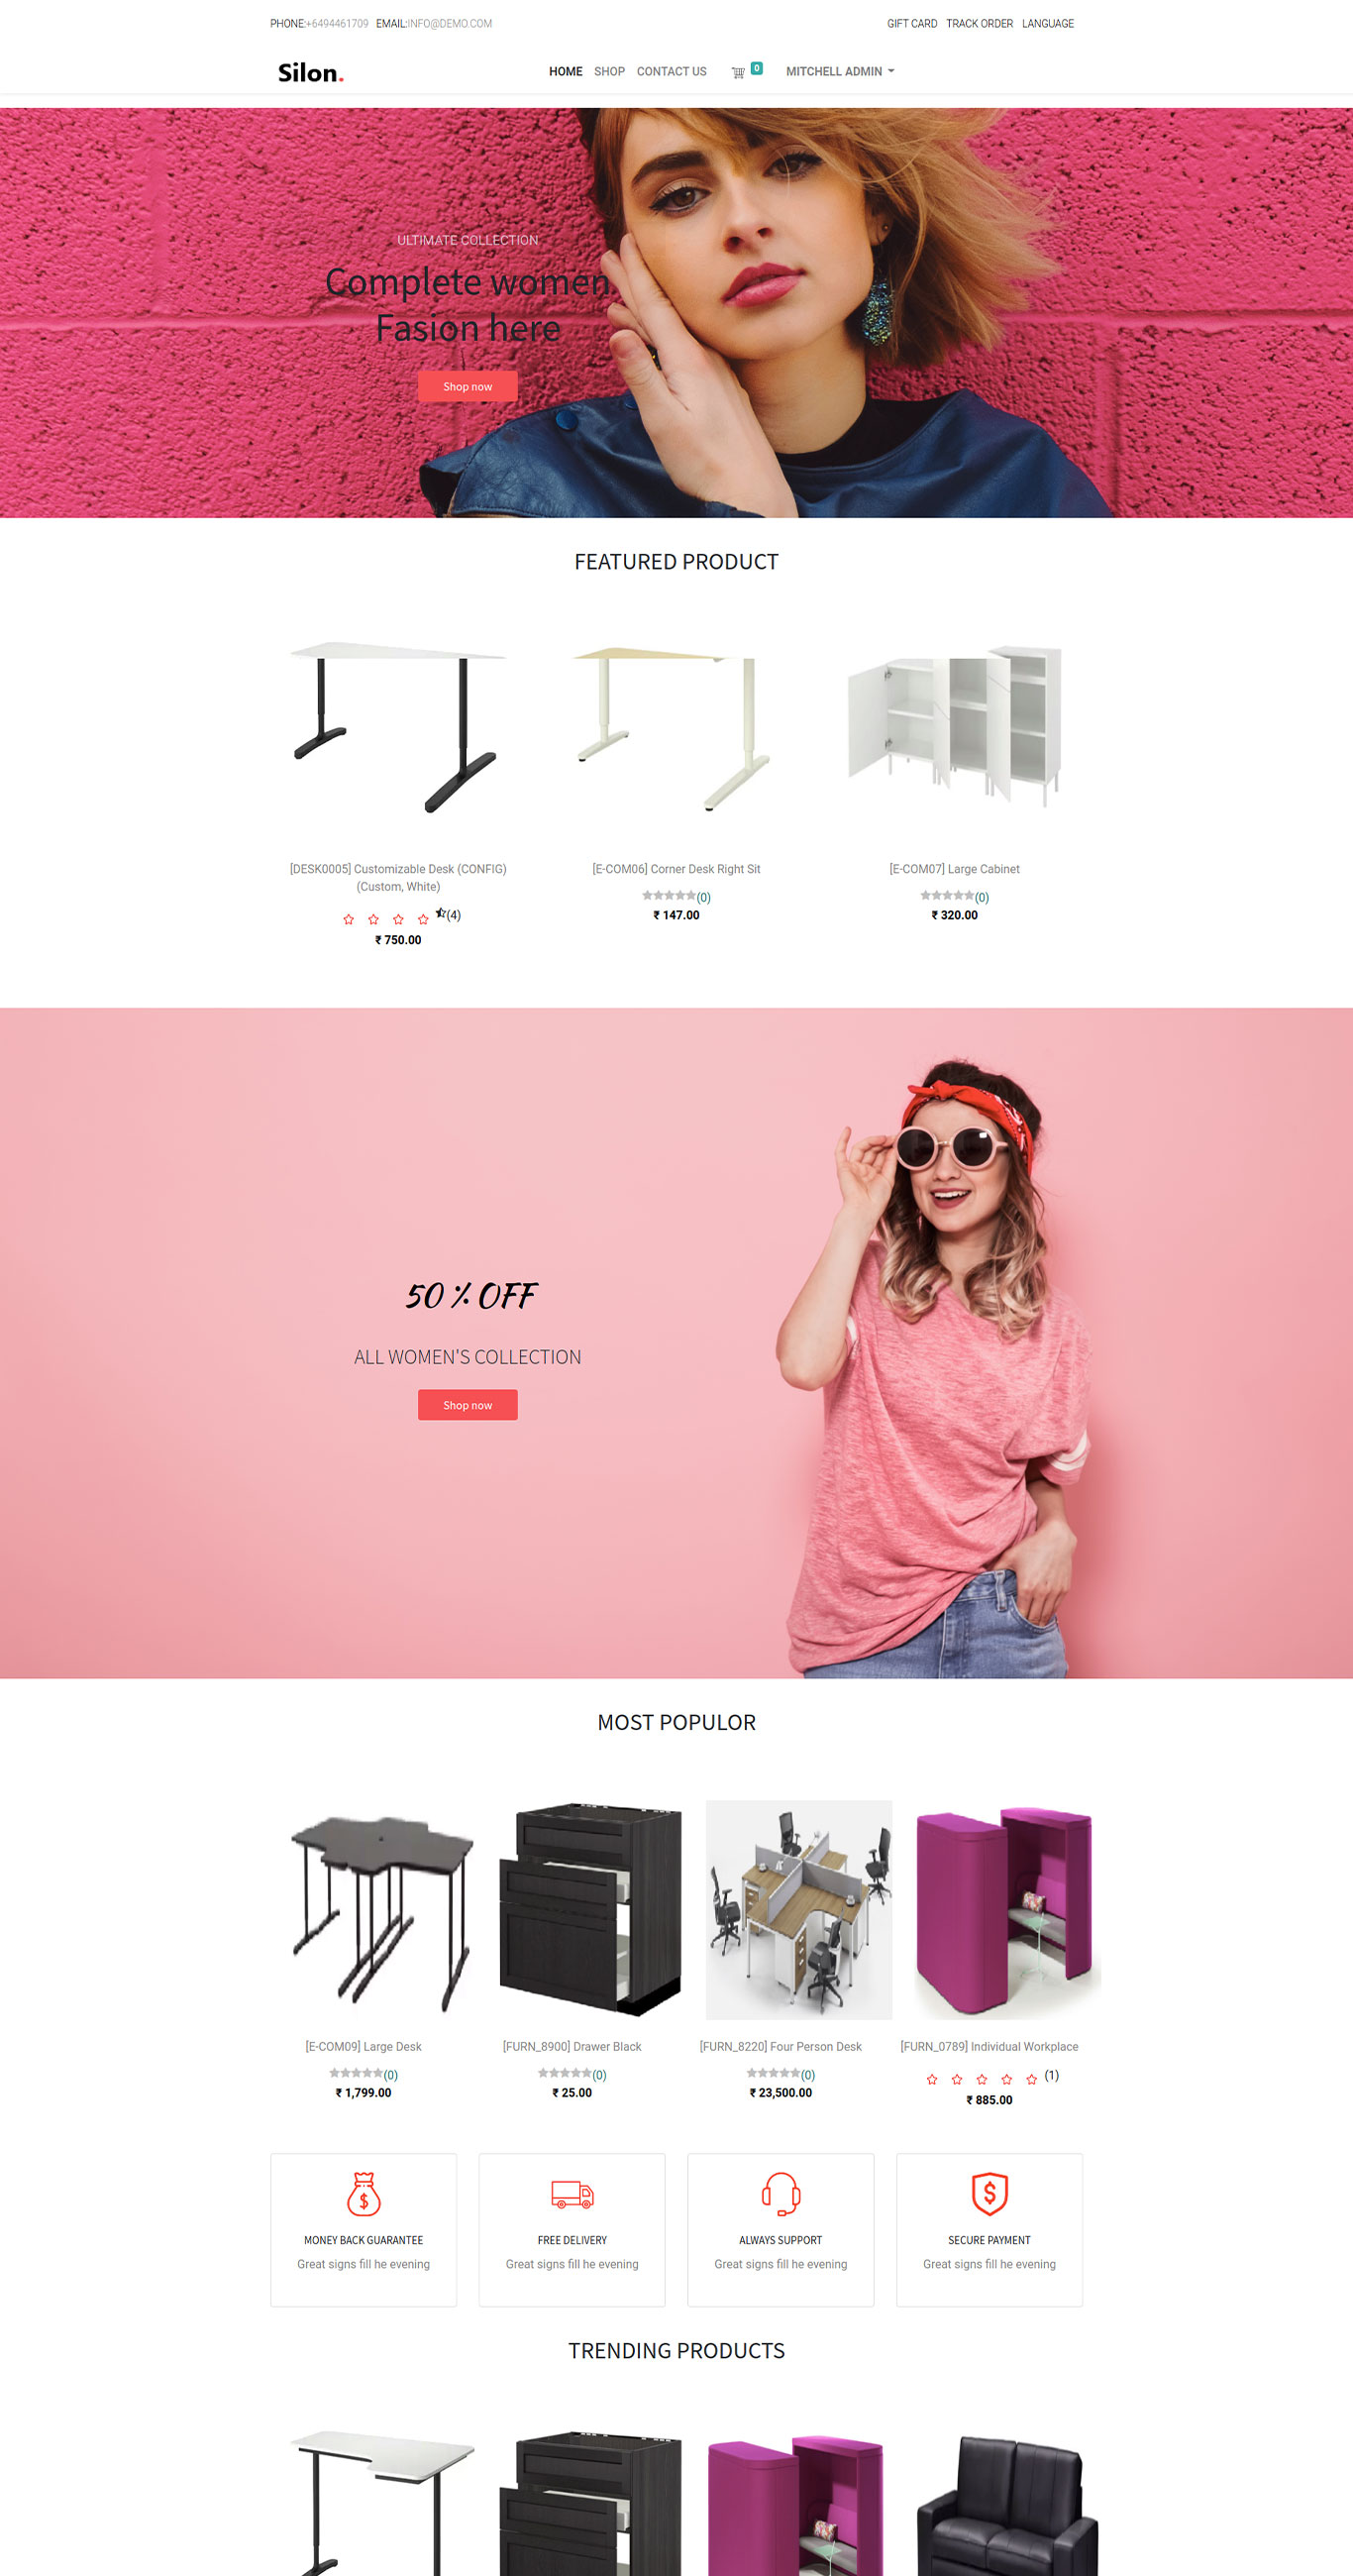 PHONE:+6494461709 EMAIL:INFO@DEMO.COM
GIFT CARD TRACK ORDER LANGUAGE
Silon.
HOME SHOP CONTACT US 0 MITCHELL ADMIN
ULTIMATE COLLECTION
Complete women
Fasion here
Shop now
FEATURED PRODUCT
[DESK0005] Customizable Desk (CONFIG)
(Custom, White)
(4)
₹ 750.00
[E-COM06] Corner Desk Right Sit
(0)
₹ 147.00
[E-COM07] Large Cabinet
(0)
₹ 320.00
50 % OFF
ALL WOMEN'S COLLECTION
Shop now
MOST POPULOR
[E-COM09] Large Desk
(0)
₹ 1,799.00
[FURN_8900] Drawer Black
(0)
₹ 25.00
[FURN_8220] Four Person Desk
(0)
₹ 23,500.00
[FURN_0789] Individual Workplace
(1)
₹ 885.00
MONEY BACK GUARANTEE
Great signs fill he evening
FREE DELIVERY
Great signs fill he evening
ALWAYS SUPPORT
Great signs fill he evening
SECURE PAYMENT
Great signs fill he evening
TRENDING PRODUCTS